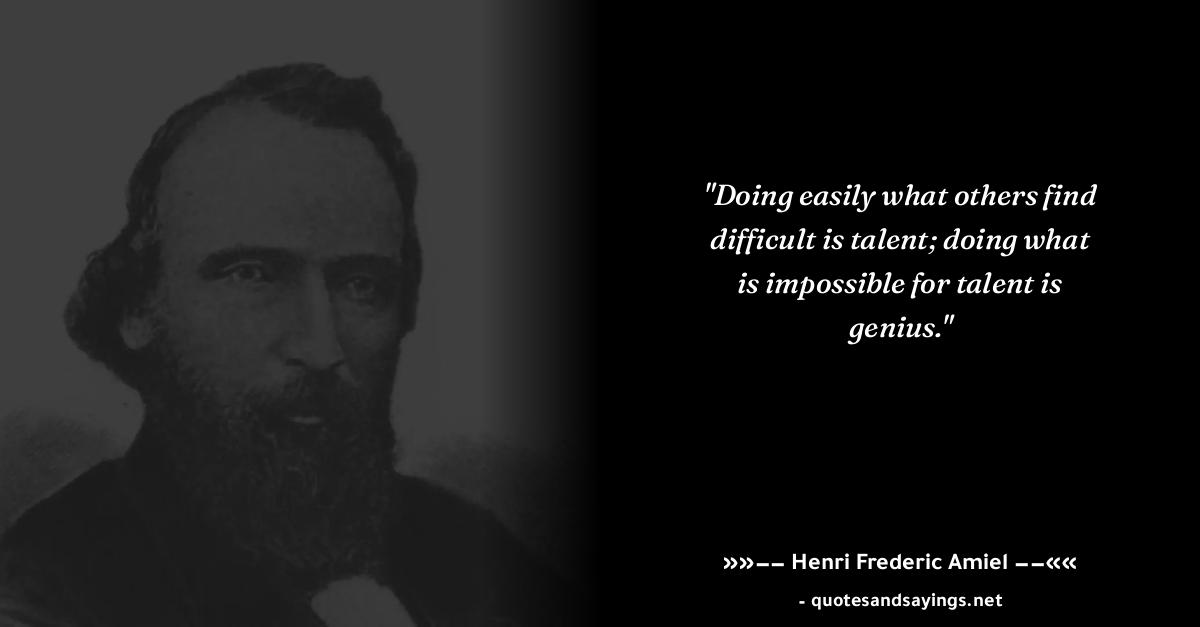 "Doing easily what others find
difficult is talent; doing what
is impossible for talent is
genius."
»»−− Henri Frederic Amiel −−««
- quotesandsayings.net